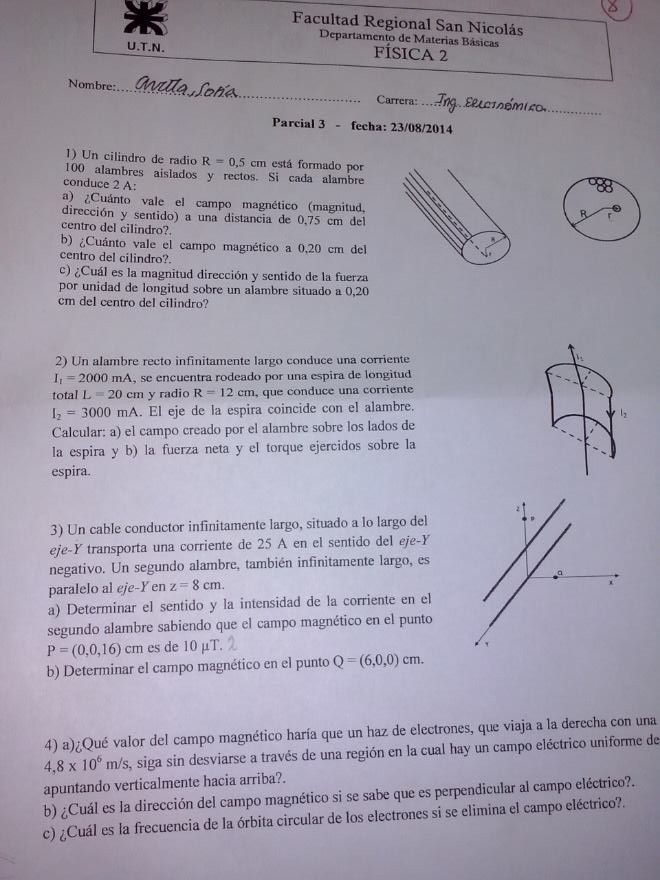 8
Facultad Regional San Nicolás
Departamento de Materias Básicas
FÍSICA 2
U.T.N.
Nombre: Sofía
Carrera: Ing.
Parcial 3 - fecha: 23/08/2014
1) Un cilindro de radio R = 0,5 cm está formado por
100 alambres aislados y rectos. Si cada alambre
conduce 2 A:
a) ¿Cuánto vale el campo magnético (magnitud,
dirección y sentido) a una distancia de 0,75 cm del
centro del cilindro?.
b) ¿Cuánto vale el campo magnético a 0,20 cm del
centro del cilindro?.
c) ¿Cuál es la magnitud dirección y sentido de la fuerza
por unidad de longitud sobre un alambre situado a 0,20
cm del centro del cilindro?
R
r
R
r
2) Un alambre recto infinitamente largo conduce una corriente
I₁ = 2000 mA, se encuentra rodeado por una espira de longitud
total L = 20 cm y radio R = 12 cm, que conduce una corriente
I₂ = 3000 mA. El eje de la espira coincide con el alambre.
Calcular: a) el campo creado por el alambre sobre los lados de
la espira y b) la fuerza neta y el torque ejercidos sobre la
espira.
I₁
I₂
3) Un cable conductor infinitamente largo, situado a lo largo del
eje-Y transporta una corriente de 25 A en el sentido del eje-Y
negativo. Un segundo alambre, también infinitamente largo, es
paralelo al eje-Y en z = 8 cm.
a) Determinar el sentido y la intensidad de la corriente en el
segundo alambre sabiendo que el campo magnético en el punto
P = (0,0,16) cm es de 10 μT. 2
b) Determinar el campo magnético en el punto Q = (6,0,0) cm.
Z
P
Q
X
Y
4) a)¿Qué valor del campo magnético haría que un haz de electrones, que viaja a la derecha con una
4,8 x 10⁶ m/s, siga sin desviarse a través de una región en la cual hay un campo eléctrico uniforme de
apuntando verticalmente hacia arriba?.
b) ¿Cuál es la dirección del campo magnético si se sabe que es perpendicular al campo eléctrico?.
c) ¿Cuál es la frecuencia de la órbita circular de los electrones si se elimina el campo eléctrico?.